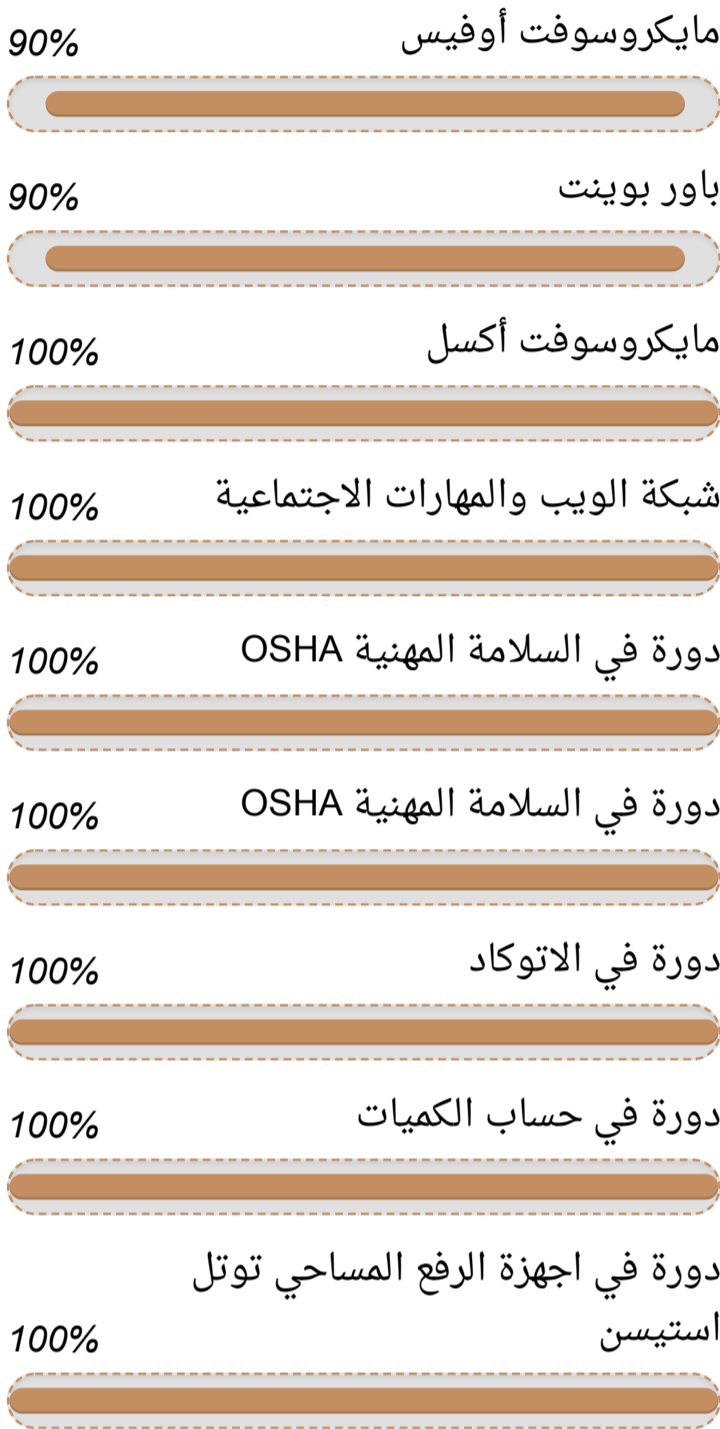 مايكروسوفت أوفيس
90%
باور بوينت
90%
مايكروسوفت أكسل
100%
شبكة الويب والمهارات الاجتماعية
100%
دورة في السلامة المهنية OSHA
100%
دورة في السلامة المهنية OSHA
100%
دورة في الاتوكاد
100%
دورة في حساب الكميات
100%
دورة في اجهزة الرفع المساحي توتل
استيسن
100%